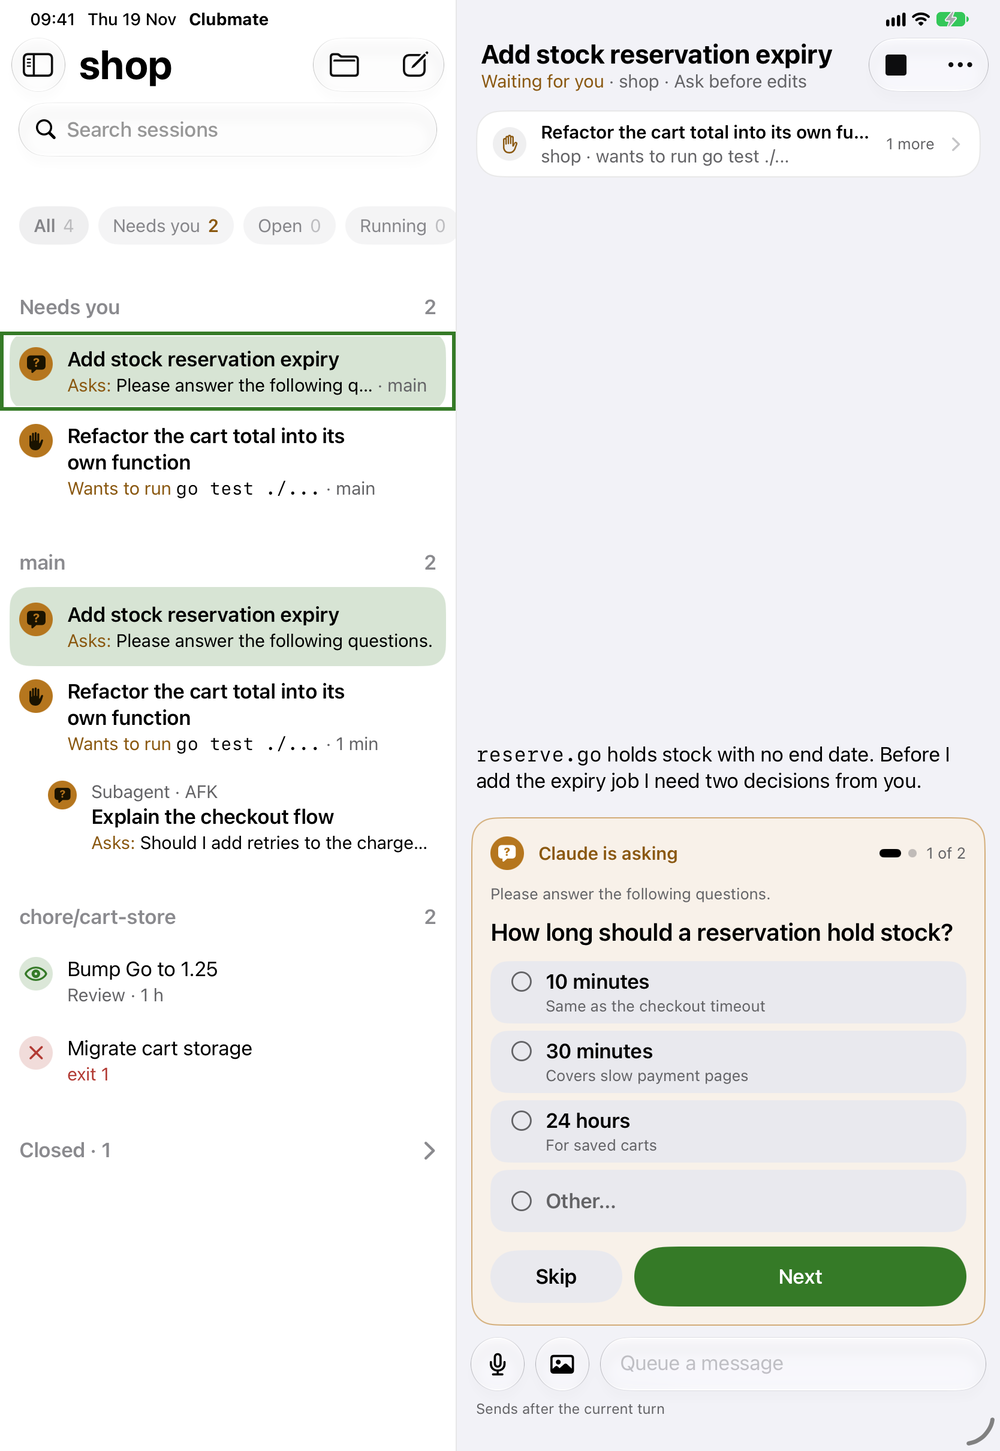 09:41 Thu 19 Nov Clubmate
shop
Search sessions
All 4 Needs you 2 Open 0 Running 0
Needs you 2
Add stock reservation expiry
Asks: Please answer the following q... · main
Refactor the cart total into its
own function
Wants to run go test ./... · main
main 2
Add stock reservation expiry
Asks: Please answer the following questions.
Refactor the cart total into its
own function
Wants to run go test ./... · 1 min
Subagent · AFK
Explain the checkout flow
Asks: Should I add retries to the charge...
chore/cart-store 2
Bump Go to 1.25
Review · 1 h
Migrate cart storage
exit 1
Closed · 1
Add stock reservation expiry
Waiting for you · shop · Ask before edits
Refactor the cart total into its own fu...
shop · wants to run go test ./...
1 more
reserve.go holds stock with no end date. Before I
add the expiry job I need two decisions from you.
Claude is asking 1 of 2
Please answer the following questions.
How long should a reservation hold stock?
10 minutes
Same as the checkout timeout
30 minutes
Covers slow payment pages
24 hours
For saved carts
Other...
Skip Next
Queue a message
Sends after the current turn